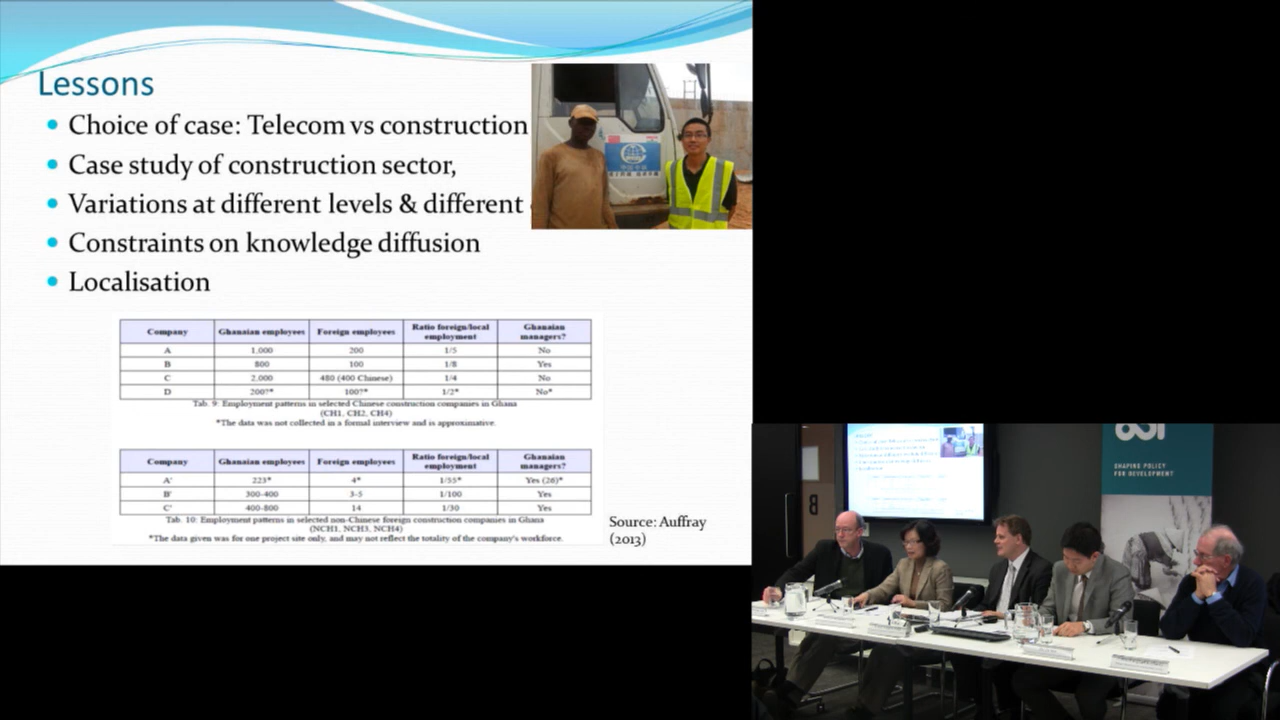 Lessons
Choice of case: Telecom vs construction
Case study of construction sector,
Variations at different levels & different
Constraints on knowledge diffusion
Localisation
Company Ghanaian employees Foreign employees Ratio foreign/local employment Ghanaian managers?
A 1,000 200 1/5 No
B 800 100 1/8 Yes
C 2,000 480 (400 Chinese) 1/4 No
D 200?* 100?* 1/2* No*
Tab. 9: Employment patterns in selected Chinese construction companies in Ghana
(CH1, CH2, CH4)
*The data was not collected in a formal interview and is approximative.
Company Ghanaian employees Foreign employees Ratio foreign/local employment Ghanaian managers?
A' 223* 4* 1/55* Yes (26)*
B' 300-400 3-5 1/100 Yes
C' 400-800 14 1/30 Yes
Tab. 10: Employment patterns in selected non-Chinese foreign construction companies in Ghana
(NCH1, NCH3, NCH4)
*The data given was for one project site only, and may not reflect the totality of the company's workforce.
Source: Auffray
(2013)
SHAPING POLICY
FOR DEVELOPMENT